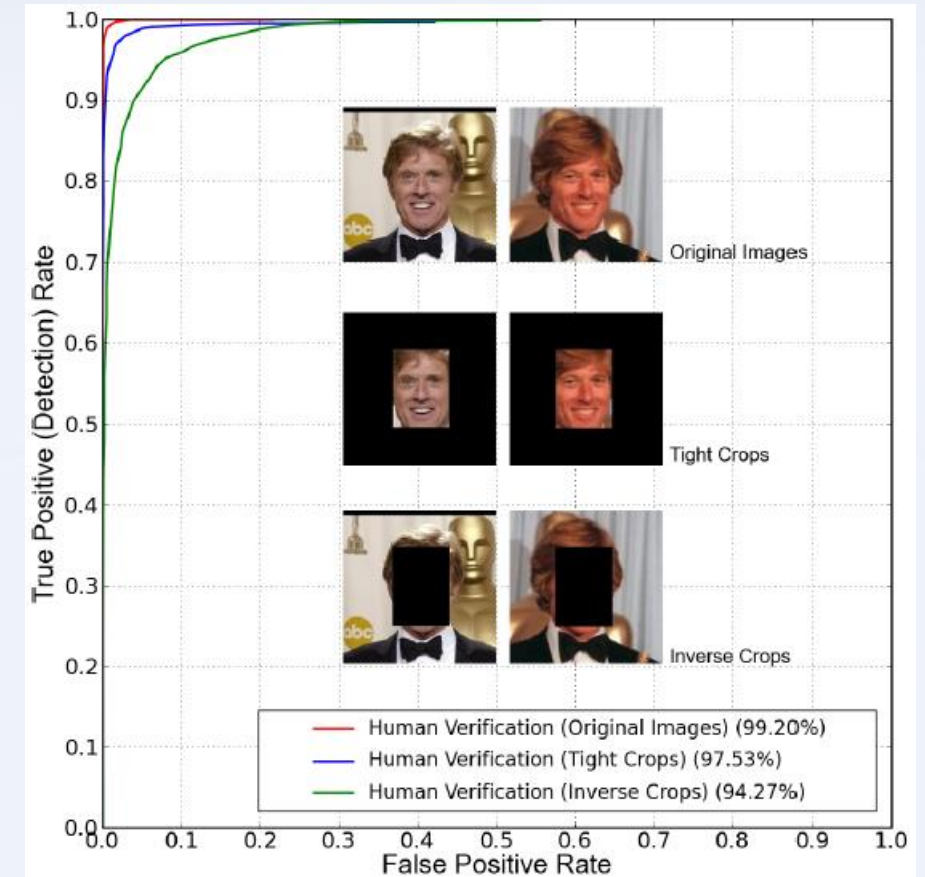 1.0
0.9
0.8
0.7
0.6
0.5
0.4
0.3
0.2
0.1
0.0
True Positive (Detection) Rate
abc
Original Images
Tight Crops
abc
Inverse Crops
Human Verification (Original Images) (99.20%)
Human Verification (Tight Crops) (97.53%)
Human Verification (Inverse Crops) (94.27%)
0.0 0.1 0.2 0.3 0.4 0.5 0.6 0.7 0.8 0.9 1.0
False Positive Rate